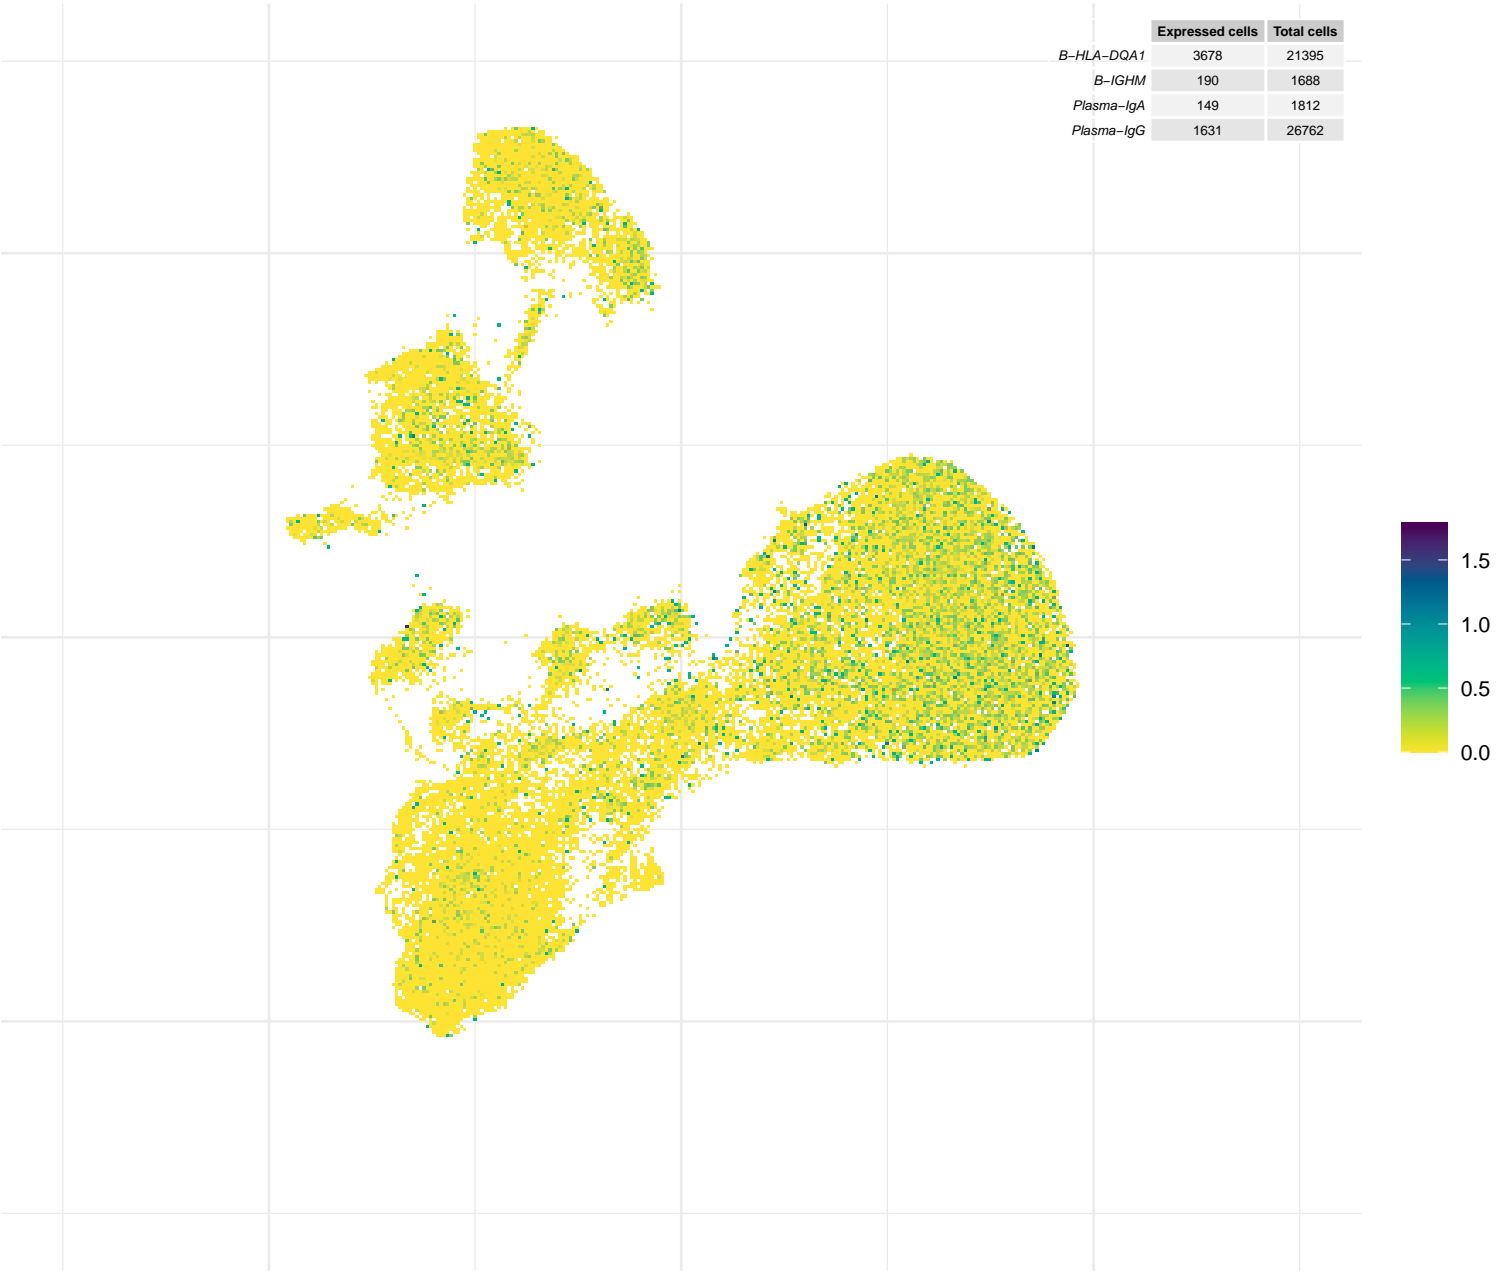 Expressed cells Total cells
B−HLA−DQA1 3678 21395
B−IGHM 190 1688
Plasma−IgA 149 1812
Plasma−IgG 1631 26762
1.5
1.0
0.5
0.0